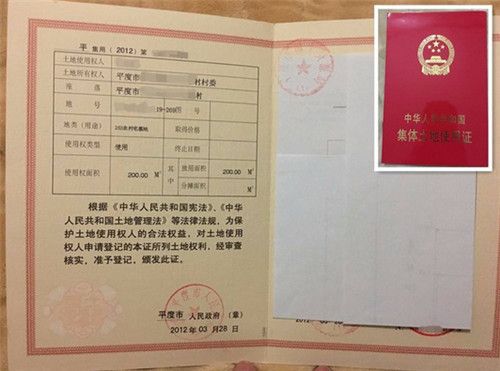 平 集用（2012）第
土地使用权人
土地所有权人 平度市 村村委
座 落 平度市 村
地 号 19-269
地类（用途） 203农村宅基地 取得价格
使用权类型 使用 终止日期
使用权面积 200.00 M² 其中 独用面积 200.00 M²
分摊面积 M²
根据《中华人民共和国宪法》、《中
华人民共和国土地管理法》等法律法规，为保
护土地使用权人的合法权益，对土地使用
权人申请登记的本证所列土地权利，经审查
核实，准予登记，颁发此证。
平度市 人民政府（章）
2012 年 03 月 28 日
中华人民共和国
集体土地使用证